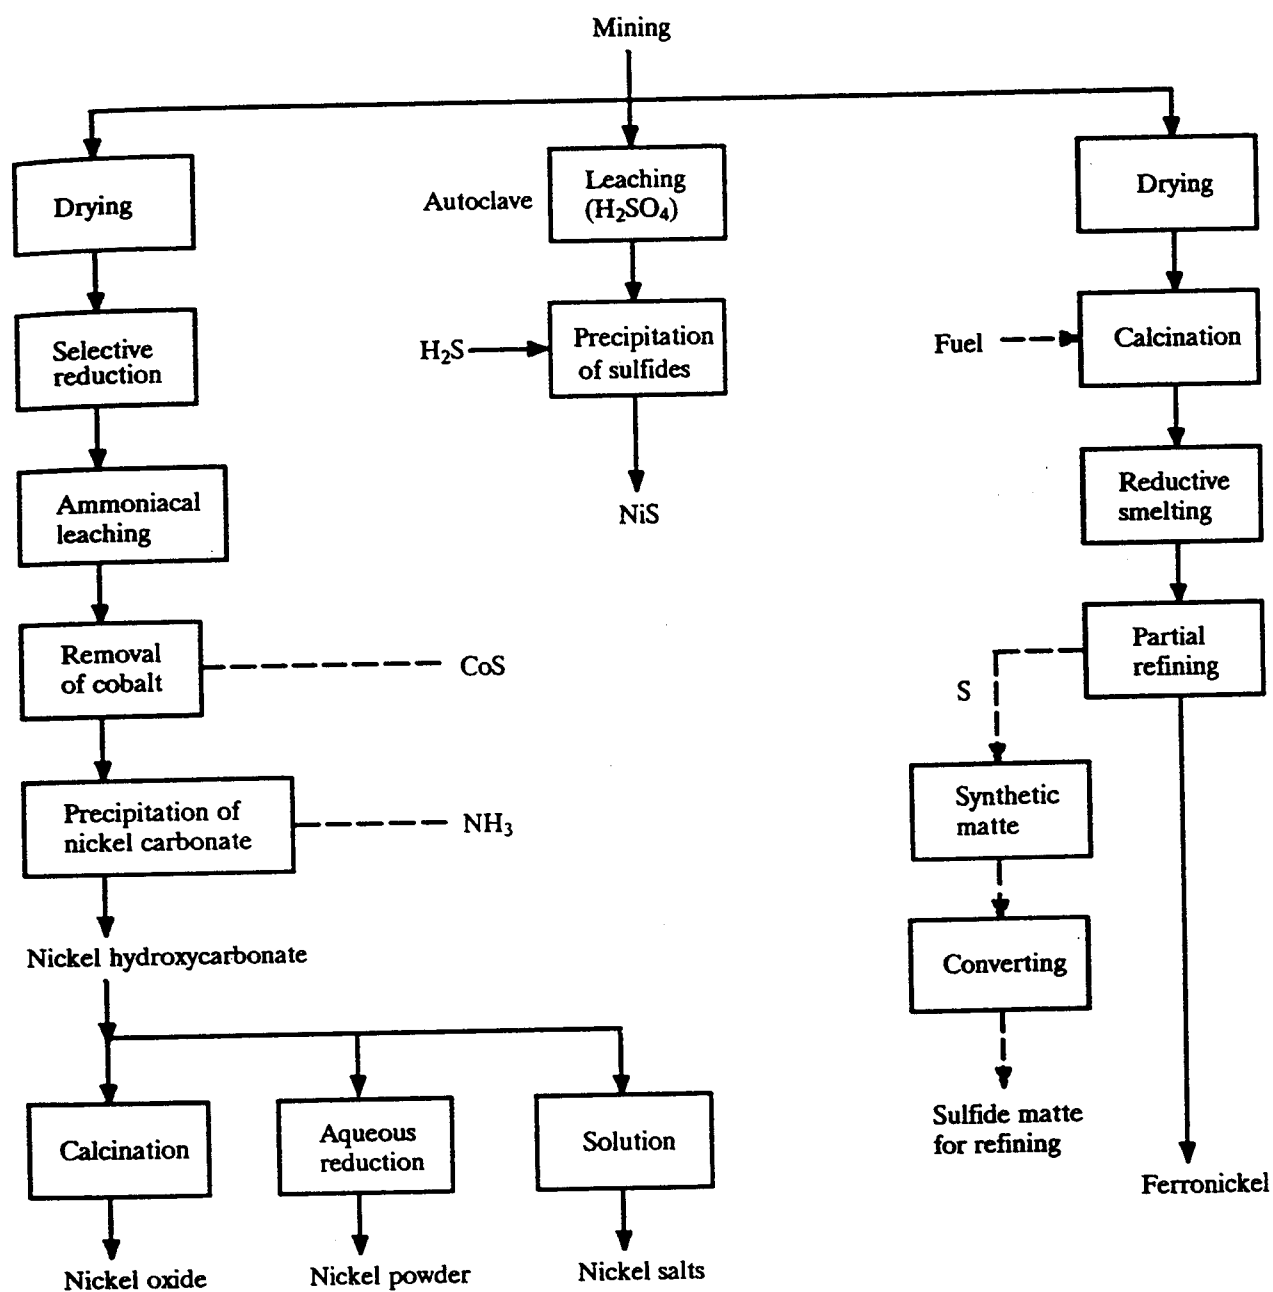 Mining
Drying
Selective
reduction
Ammoniacal
leaching
Removal
of cobalt
CoS
Precipitation of
nickel carbonate
NH₃
Nickel hydroxycarbonate
Calcination
Nickel oxide
Aqueous
reduction
Nickel powder
Solution
Nickel salts
Autoclave
Leaching
(H₂SO₄)
H₂S
Precipitation
of sulfides
NiS
Drying
Fuel
Calcination
Reductive
smelting
Partial
refining
S
Synthetic
matte
Converting
Sulfide matte
for refining
Ferronickel